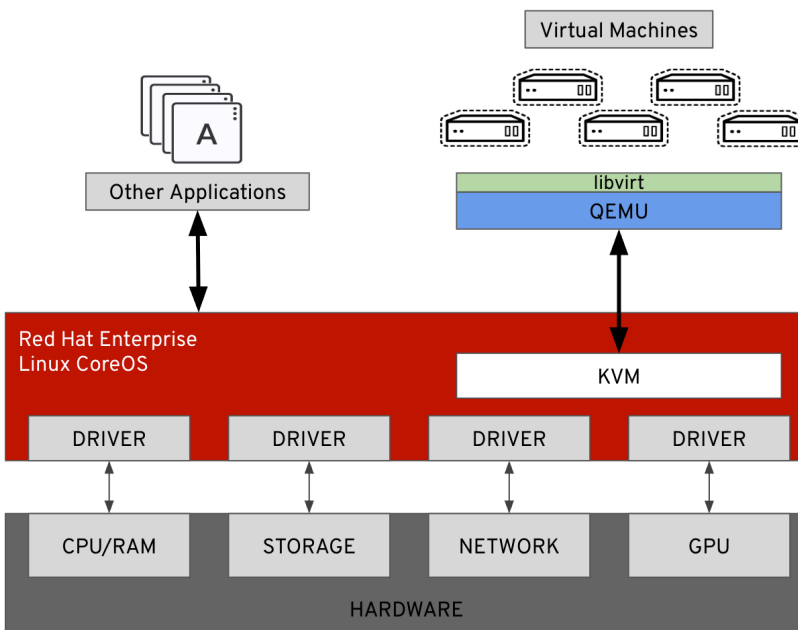 Virtual Machines
A
Other Applications
libvirt
QEMU
Red Hat Enterprise
Linux CoreOS
KVM
DRIVER
DRIVER
DRIVER
DRIVER
CPU/RAM
STORAGE
NETWORK
GPU
HARDWARE